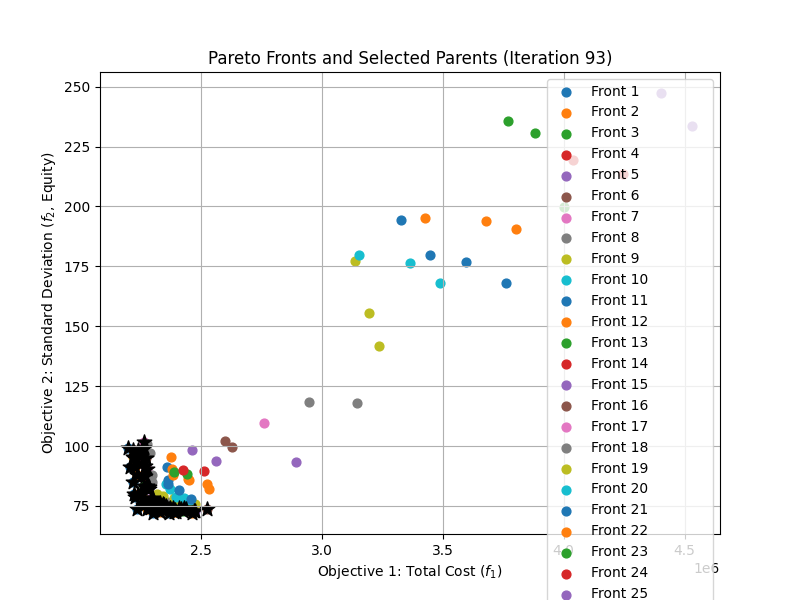 Pareto Fronts and Selected Parents (Iteration 93)
Objective 2: Standard Deviation (f2, Equity)
250
225
200
175
150
125
100
75
2.5
3.0
3.5
4.0
4.5
1e6
Objective 1: Total Cost (f1)
Front 1
Front 2
Front 3
Front 4
Front 5
Front 6
Front 7
Front 8
Front 9
Front 10
Front 11
Front 12
Front 13
Front 14
Front 15
Front 16
Front 17
Front 18
Front 19
Front 20
Front 21
Front 22
Front 23
Front 24
Front 25